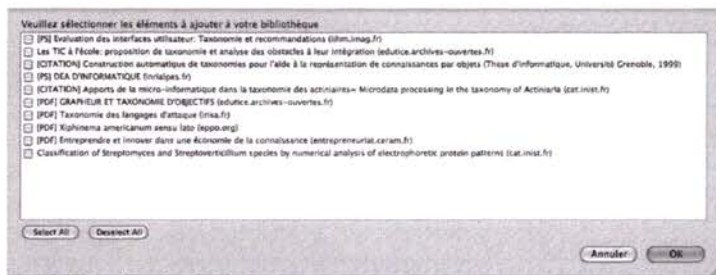 Veuillez sélectionner les éléments à ajouter à votre bibliothèque
[PS] Evaluation des interfaces utilisateur: Taxonomie et recommandations (lihm.imag.fr)
Les TIC à l'école: proposition de taxonomie et analyse des obstacles à leur intégration (edutice.archives-ouvertes.fr)
[CITATION] Construction automatique de taxonomies pour l'aide à la représentation de connaissances par objets (These d'informatique, Université Grenoble, 1999)
[PS] DEA D'INFORMATIQUE (inrialpes.fr)
[CITATION] Apports de la micro-informatique dans la taxonomie des actiniaires= Microdata processing in the taxonomy of Actiniaria (cat.inist.fr)
[PDF] GRAPHEUR ET TAXONOMIE D'OBJECTIFS (edutice.archives-ouvertes.fr)
[PDF] Taxonomie des langages d'attaque (irisa.fr)
[PDF] Xiphinema americanum sensu lato (eppo.org)
[PDF] Entreprendre et innover dans une économie de la connaissance (entrepreneuriat.ceram.fr)
Classification of Streptomyces and Streptoverticillium species by numerical analysis of electrophoretic protein patterns (cat.inist.fr)
Select All Deselect All
Annuler OK